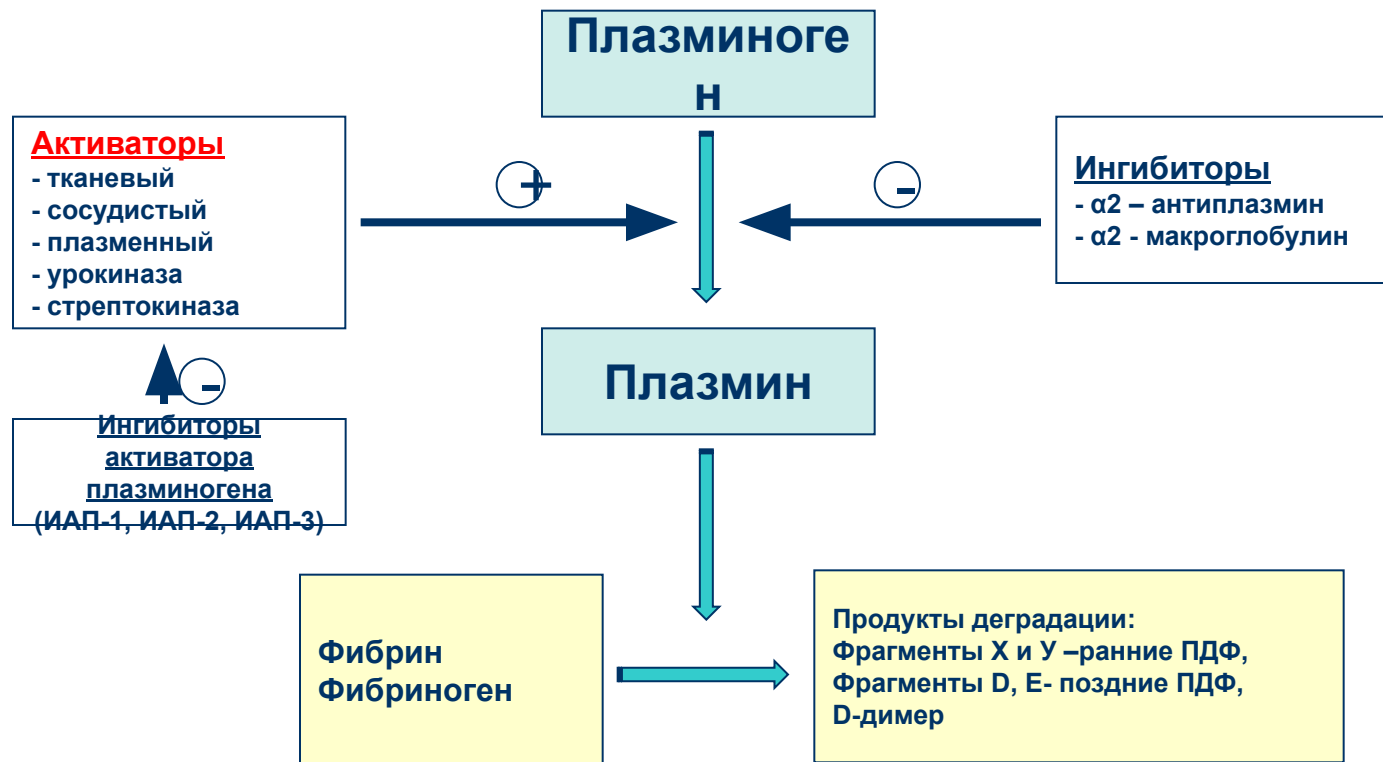 Плазминоге
н
Активаторы
- тканевый
- сосудистый
- плазменный
- урокиназа
- стрептокиназа
+
-
Ингибиторы
- α2 – антиплазмин
- α2 - макроглобулин
Плазмин
-
Ингибиторы
активатора
плазминогена
(ИАП-1, ИАП-2, ИАП-3)
Фибрин
Фибриноген
Продукты деградации:
Фрагменты Х и У –ранние ПДФ,
Фрагменты D, E- поздние ПДФ,
D-димер